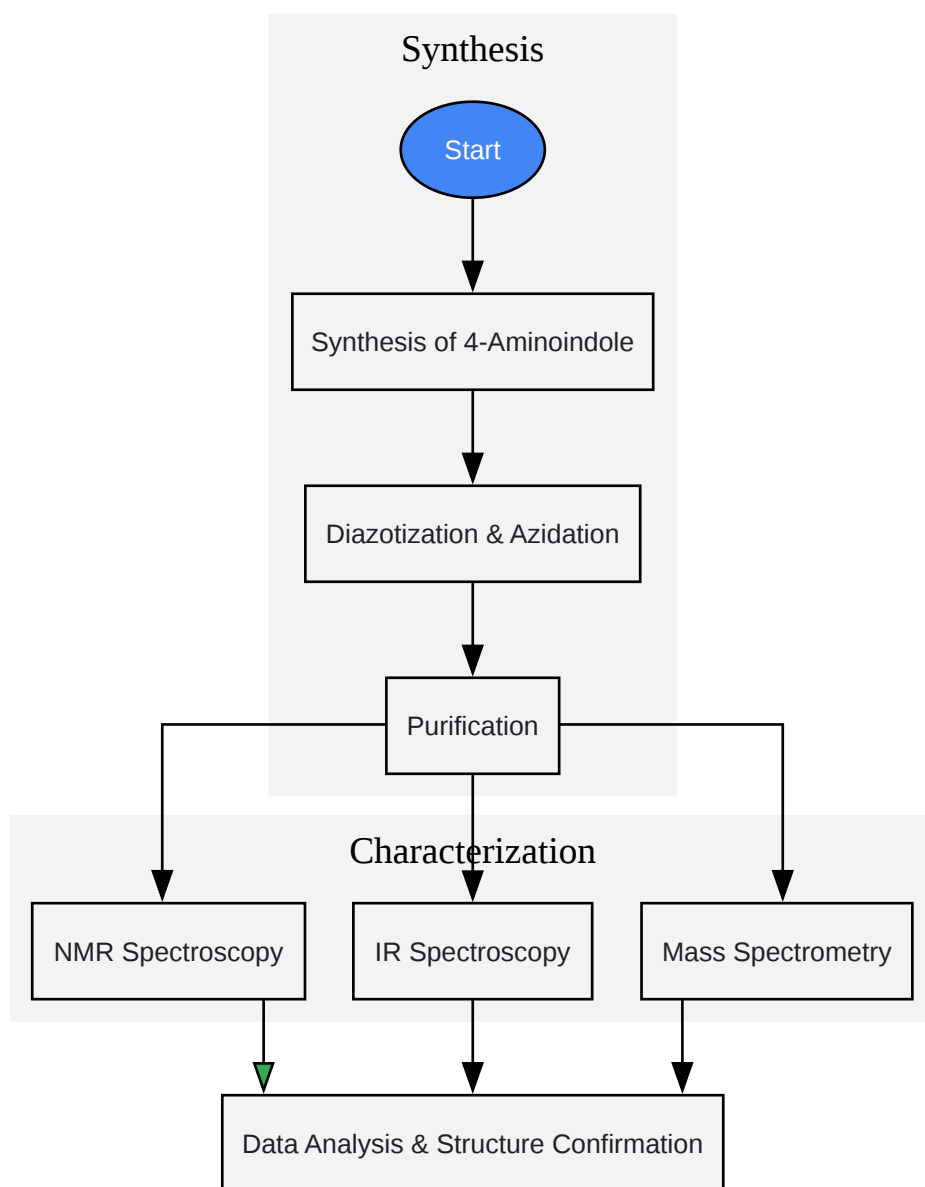 Synthesis
Start
Synthesis of 4-Aminoindole
Diazotization & Azidation
Purification
Characterization
NMR Spectroscopy
IR Spectroscopy
Mass Spectrometry
Data Analysis & Structure Confirmation